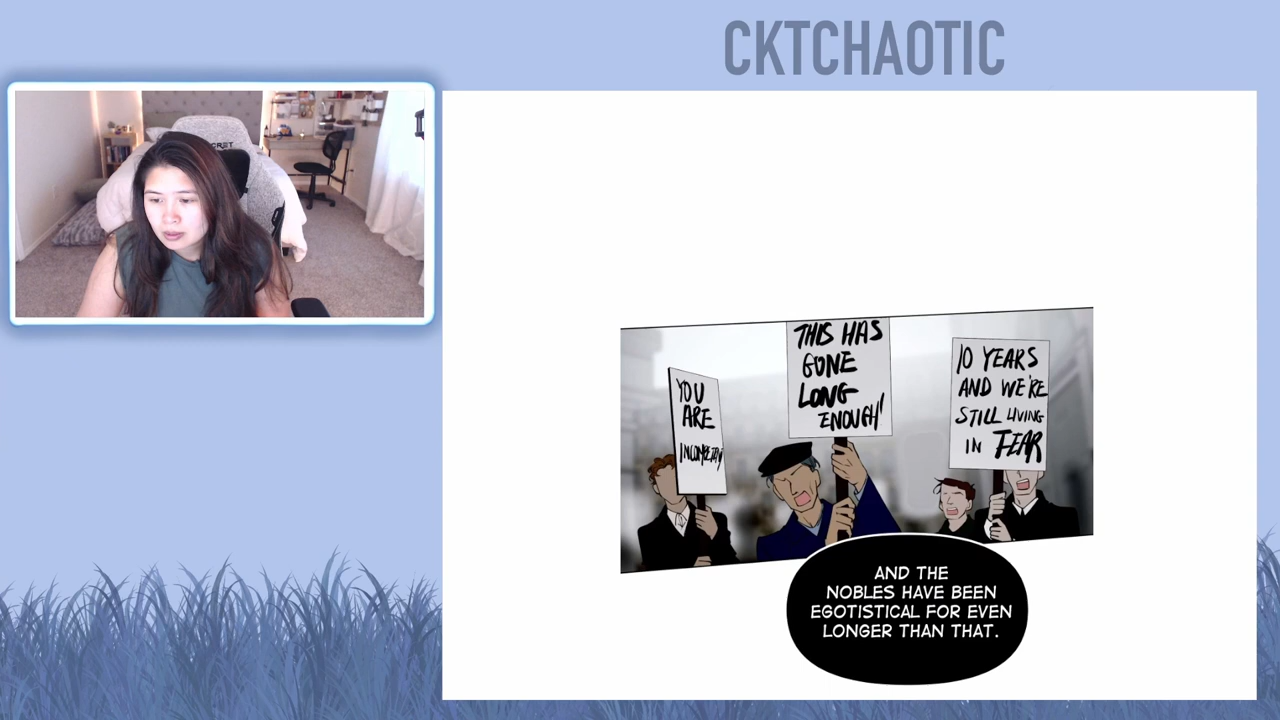 CKTCHAOTIC
YOU
ARE
THIS HAS
GONE
LONG
ENOUGH!
10 YEARS
AND WE'RE
STILL LIVING
IN FEAR
AND THE
NOBLES HAVE BEEN
EGOTISTICAL FOR EVEN
LONGER THAN THAT.